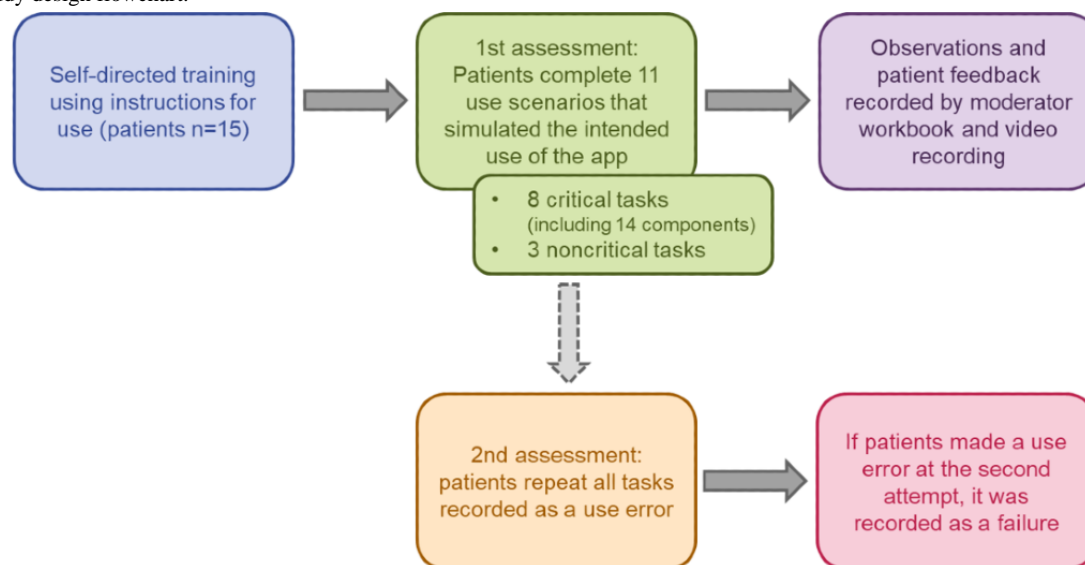 dy design flowchart.
Self-directed training
using instructions for
use (patients n=15)
1st assessment:
Patients complete 11
use scenarios that
simulated the intended
use of the app
• 8 critical tasks
(including 14 components)
• 3 noncritical tasks
Observations and
patient feedback
recorded by moderator
workbook and video
recording
2nd assessment:
patients repeat all tasks
recorded as a use error
If patients made a use
error at the second
attempt, it was
recorded as a failure